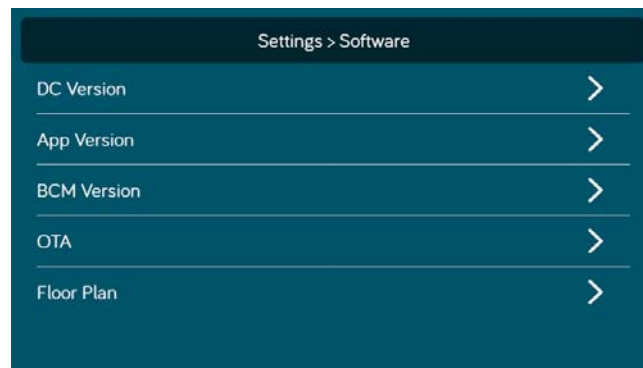 Settings > Software
DC Version
App Version
BCM Version
OTA
Floor Plan